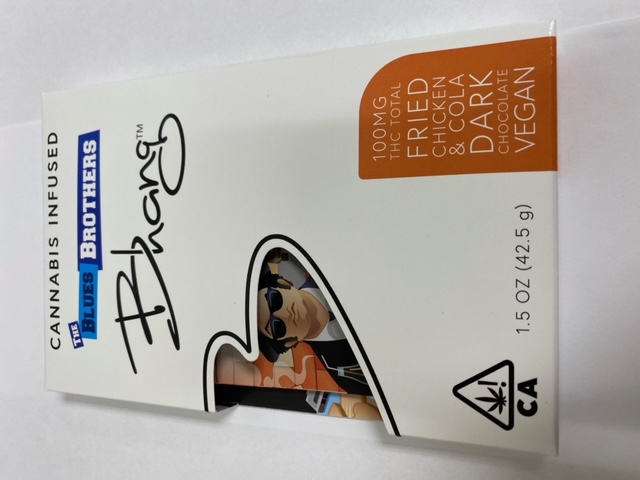 CANNABIS INFUSED
THE
BLUES BROTHERS
Bhang™
100MG
THC TOTAL
FRIED
CHICKEN
& COLA
DARK
CHOCOLATE
VEGAN
1.5 OZ (42.5 g)
!
CA